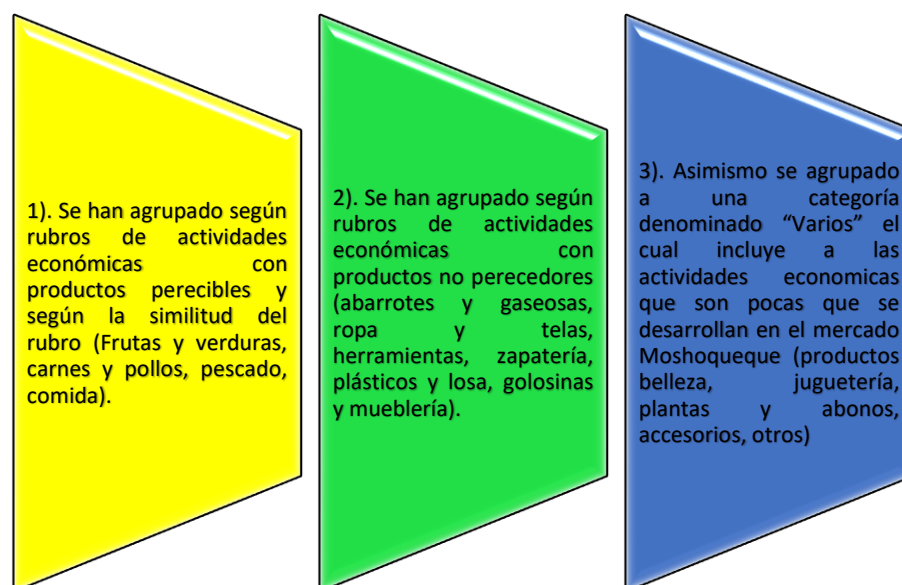 1). Se han agrupado según
rubros de actividades
económicas con
productos perecibles y
según la similitud del
rubro (Frutas y verduras,
carnes y pollos, pescado,
comida).
2). Se han agrupado según
rubros de actividades
económicas con
productos no perecedores
(abarrotes y gaseosas,
ropa y telas,
herramientas, zapatería,
plásticos y losa, golosinas
y mueblería).
3). Asimismo se agrupado
a una categoría
denominado “Varios” el
cual incluye a las
actividades economicas
que son pocas que se
desarrollan en el mercado
Moshoqueque (productos
belleza, juguetería,
plantas y abonos,
accesorios, otros)